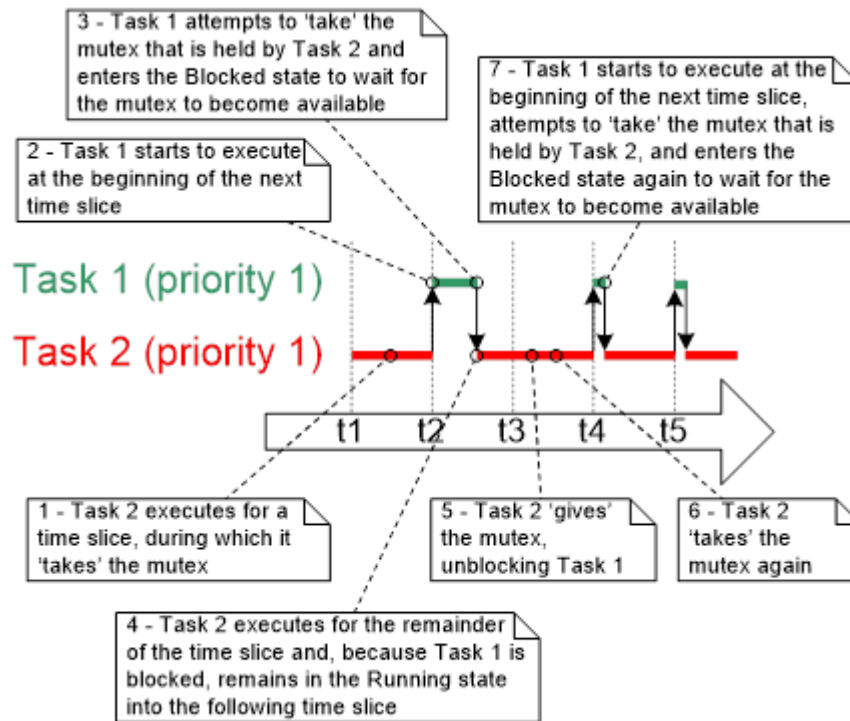 3 - Task 1 attempts to 'take' the
mutex that is held by Task 2 and
enters the Blocked state to wait for
the mutex to become available
7 - Task 1 starts to execute at the
beginning of the next time slice,
attempts to 'take' the mutex that is
held by Task 2, and enters the
Blocked state again to wait for the
mutex to become available
2 - Task 1 starts to execute
at the beginning of the next
time slice
Task 1 (priority 1)
Task 2 (priority 1)
t1 t2 t3 t4 t5
1 - Task 2 executes for a
time slice, during which it
'takes' the mutex
5 - Task 2 'gives'
the mutex,
unblocking Task 1
6 - Task 2
'takes' the
mutex again
4 - Task 2 executes for the remainder
of the time slice and, because Task 1 is
blocked, remains in the Running state
into the following time slice